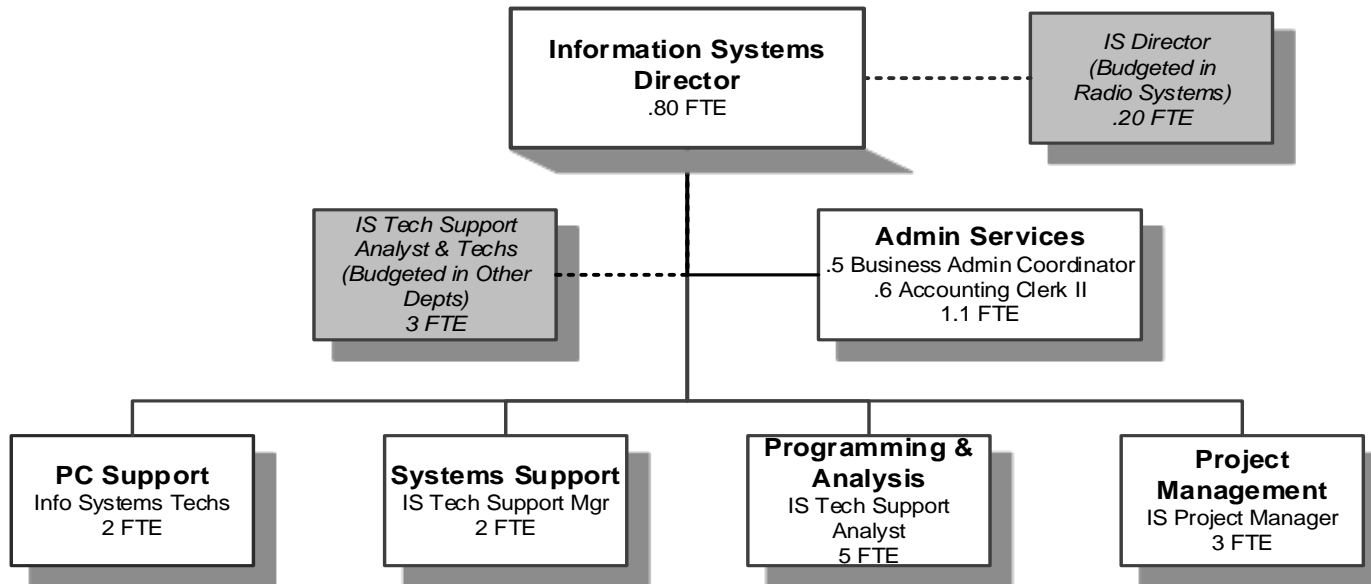 Information Systems
Director
.80 FTE
IS Director
(Budgeted in
Radio Systems)
.20 FTE
IS Tech Support
Analyst & Techs
(Budgeted in Other
Depts)
3 FTE
Admin Services
.5 Business Admin Coordinator
.6 Accounting Clerk II
1.1 FTE
PC Support
Info Systems Techs
2 FTE
Systems Support
IS Tech Support Mgr
2 FTE
Programming &
Analysis
IS Tech Support
Analyst
5 FTE
Project
Management
IS Project Manager
3 FTE